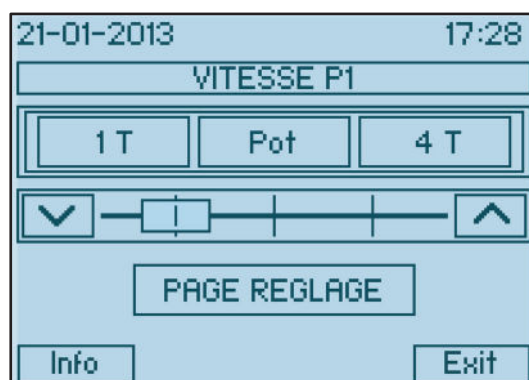 21-01-2013 17:28
VITESSE P1
1 T Pot 4 T
PAGE REGLAGE
Info Exit